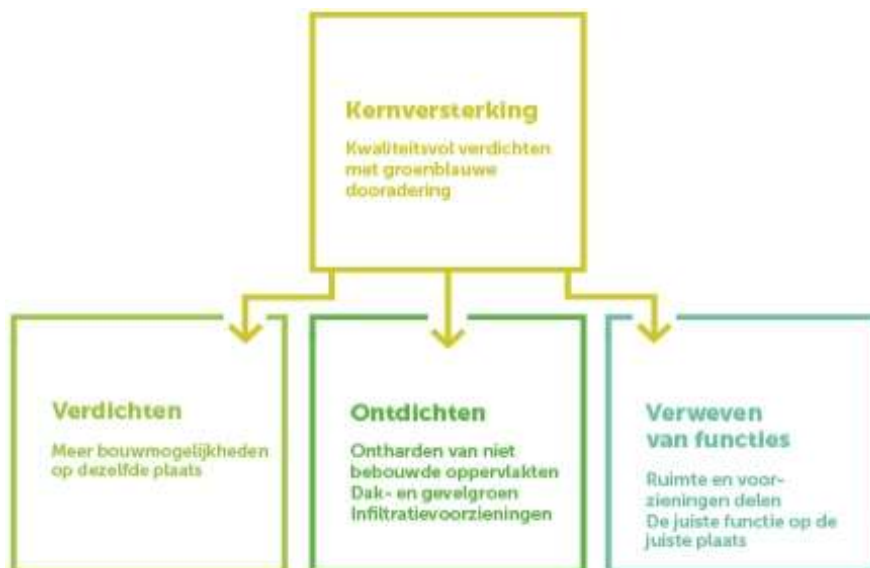 Kernversterking
Kwaliteitsvol verdichten
met groenblauwe
dooradering
Verdichten
Meer bouwmogelijkheden
op dezelfde plaats
Ontdichten
Ontharden van niet
bebouwde oppervlakten
Dak- en gevelgroen
Infiltratievoorzieningen
Verweven
van functies
Ruimte en voor-
zieningen delen
De juiste functie op de
juiste plaats